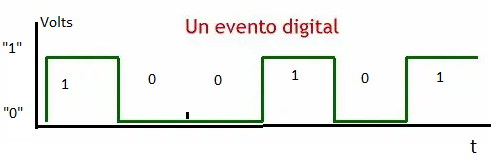 Volts
Un evento digital
"1"
1 0 0 1 0 1
"0"
t